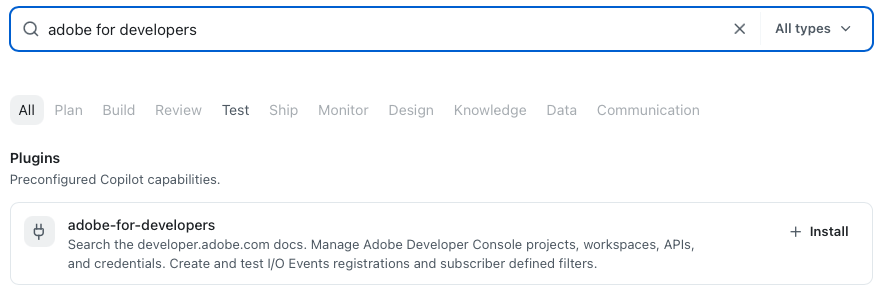 adobe for developers
All types
All Plan Build Review Test Ship Monitor Design Knowledge Data Communication
Plugins
Preconfigured Copilot capabilities.
adobe-for-developers
Install
Search the developer.adobe.com docs. Manage Adobe Developer Console projects, workspaces, APIs,
and credentials. Create and test I/O Events registrations and subscriber defined filters.